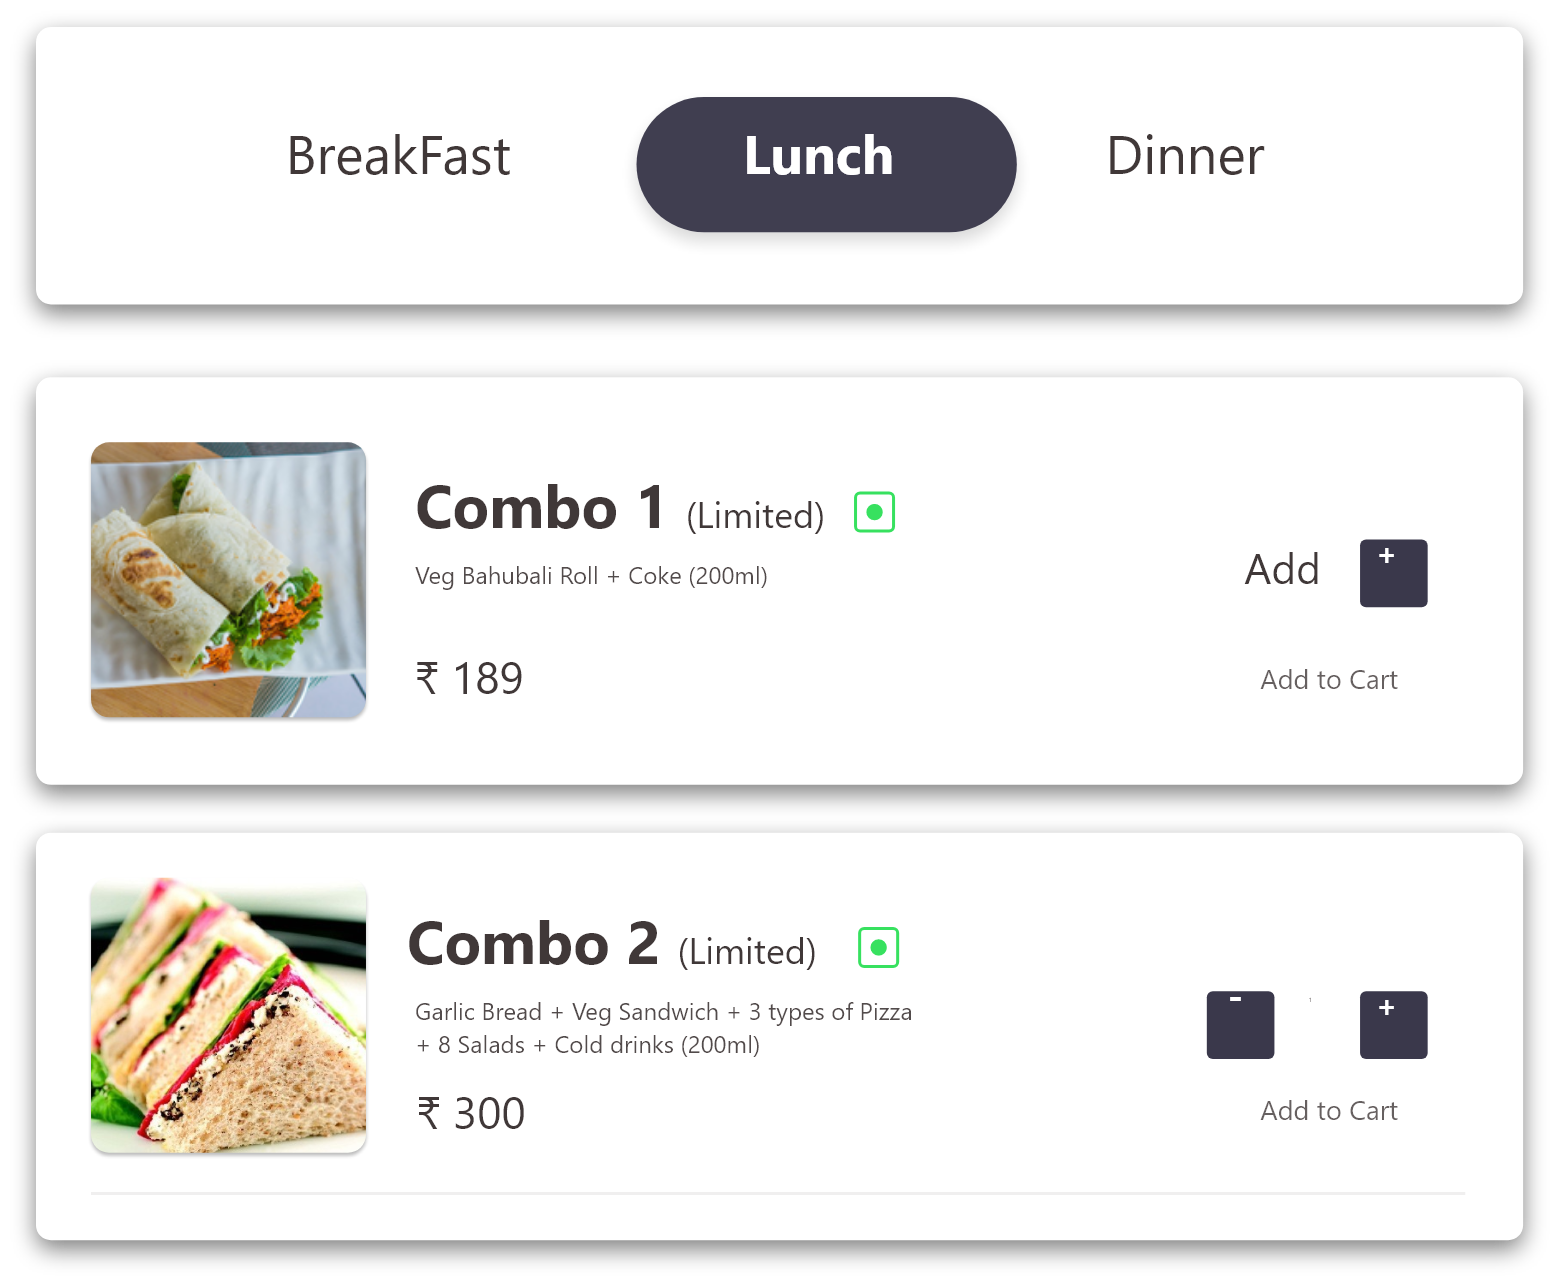 BreakFast Lunch Dinner
Combo 1 (Limited)
Veg Bahubali Roll + Coke (200ml)
Add +
₹ 189
Add to Cart
Combo 2 (Limited)
Garlic Bread + Veg Sandwich + 3 types of Pizza
+ 8 Salads + Cold drinks (200ml)
- +
₹ 300
Add to Cart